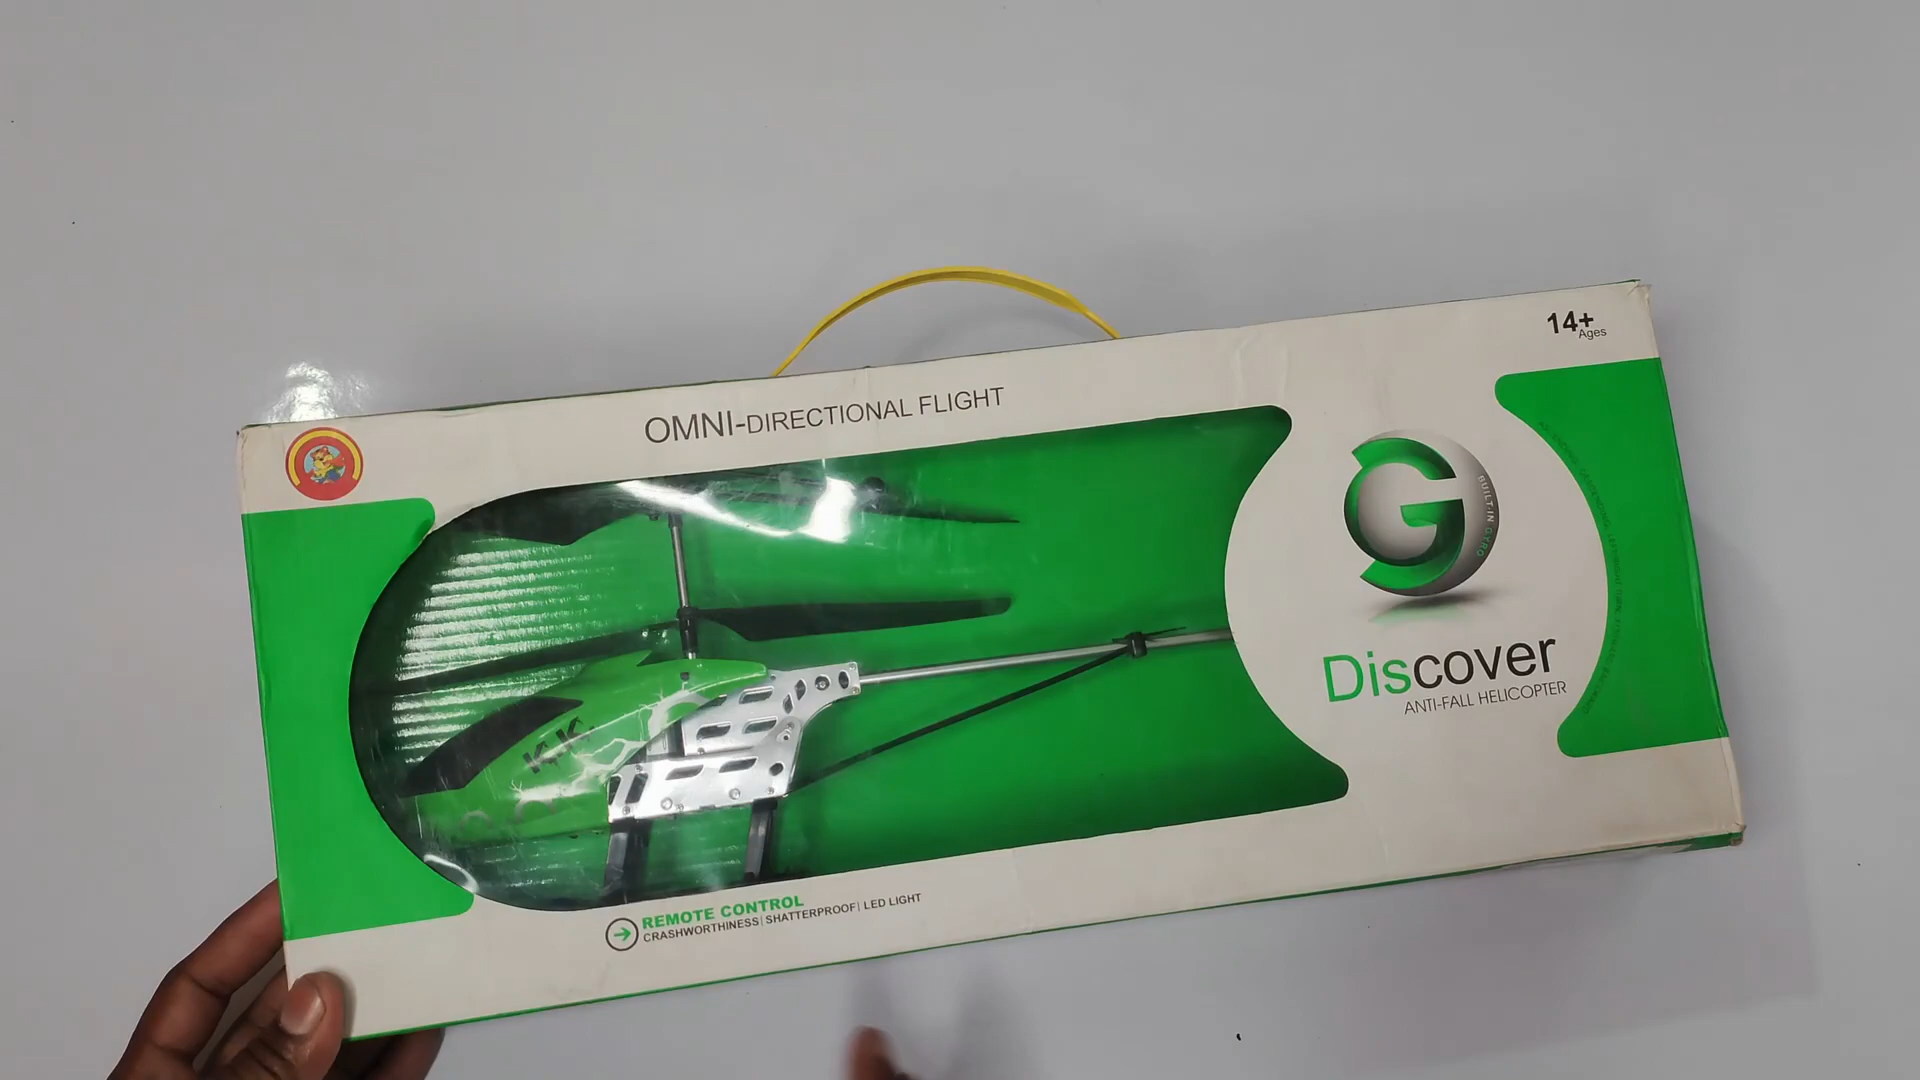 14+
Ages
OMNI-DIRECTIONAL FLIGHT
BUILT-IN GYRO
Discover
ANTI-FALL HELICOPTER
REMOTE CONTROL
CRASHWORTHINESS| SHATTERPROOF| LED LIGHT